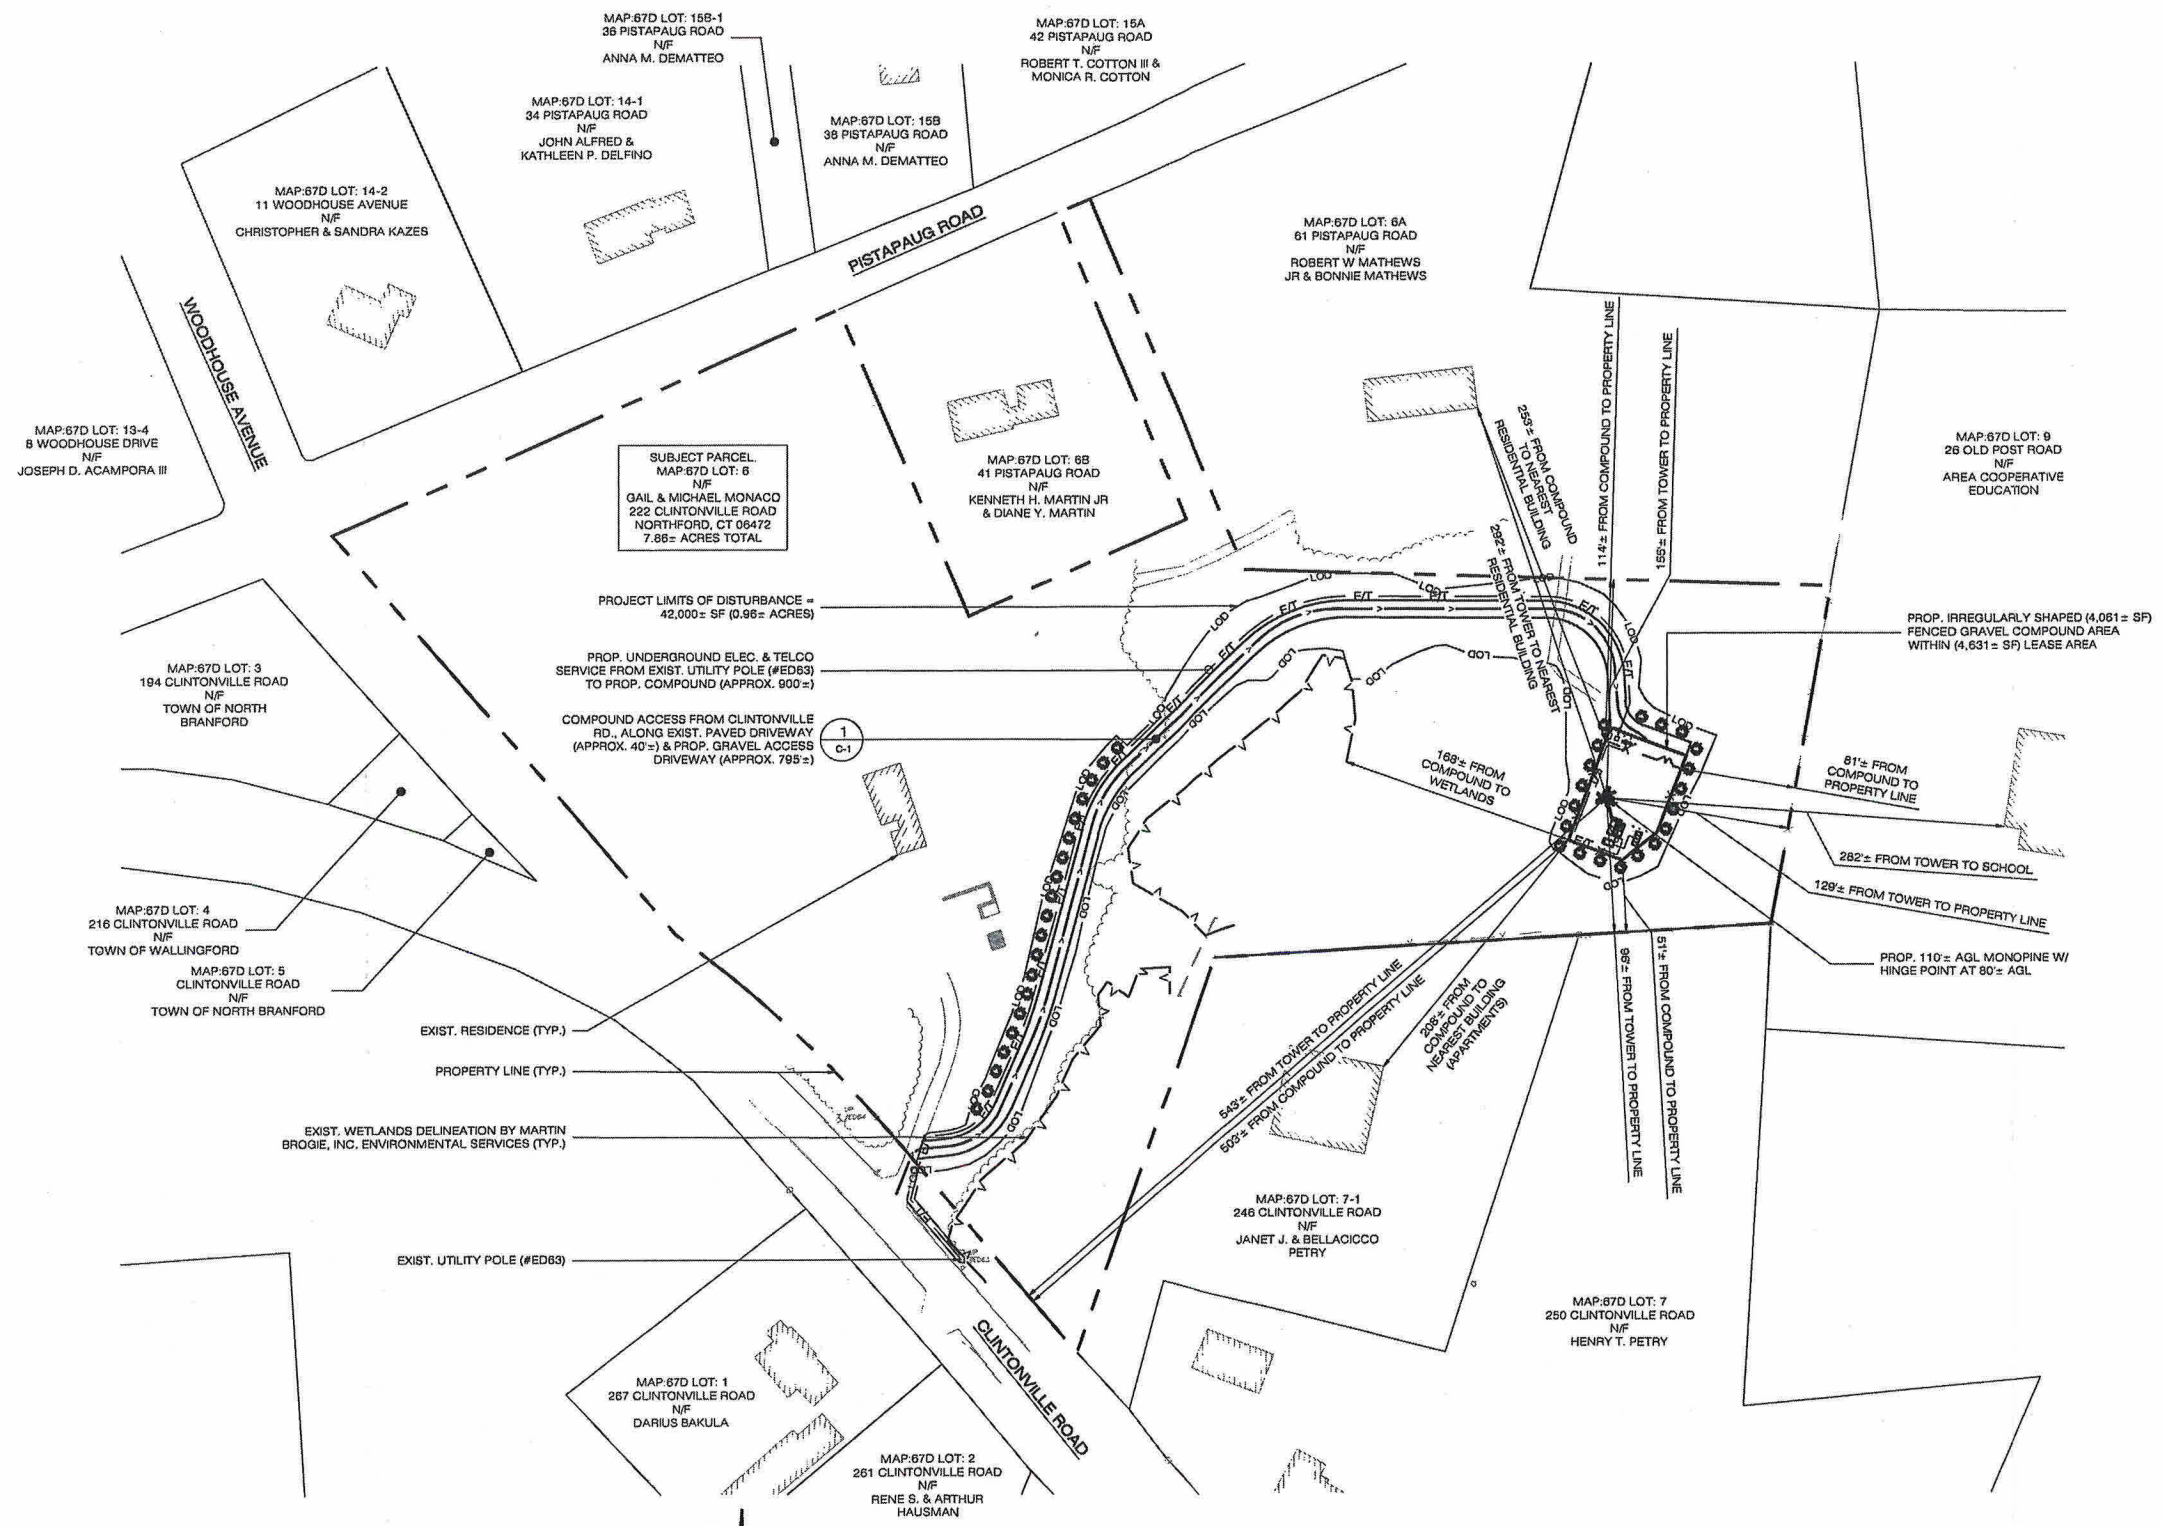 MAP:67D LOT: 15B-1
36 PISTAPAUG ROAD
N/F
ANNA M. DEMATTEO
MAP:67D LOT: 15A
42 PISTAPAUG ROAD
N/F
ROBERT T. COTTON III &
MONICA R. COTTON
MAP:67D LOT: 14-1
34 PISTAPAUG ROAD
N/F
JOHN ALFRED &
KATHLEEN P. DELFINO
MAP:67D LOT: 15B
38 PISTAPAUG ROAD
N/F
ANNA M. DEMATTEO
MAP:67D LOT: 14-2
11 WOODHOUSE AVENUE
N/F
CHRISTOPHER & SANDRA KAZES
PISTAPAUG ROAD
MAP:67D LOT: 6A
61 PISTAPAUG ROAD
N/F
ROBERT W MATHEWS
JR & BONNIE MATHEWS
WOODHOUSE AVENUE
MAP:67D LOT: 13-4
8 WOODHOUSE DRIVE
N/F
JOSEPH D. ACAMPORA III
SUBJECT PARCEL
MAP:67D LOT: 6
N/F
GAIL & MICHAEL MONACO
222 CLINTONVILLE ROAD
NORTHFORD, CT 06472
7.86± ACRES TOTAL
MAP:67D LOT: 6B
41 PISTAPAUG ROAD
N/F
KENNETH H. MARTIN JR
& DIANE Y. MARTIN
253'± FROM COMPOUND
TO NEAREST
RESIDENTIAL BUILDING
292'± FROM TOWER TO NEAREST
RESIDENTIAL BUILDING
114'± FROM COMPOUND TO PROPERTY LINE
155'± FROM TOWER TO PROPERTY LINE
MAP:67D LOT: 9
26 OLD POST ROAD
N/F
AREA COOPERATIVE
EDUCATION
PROJECT LIMITS OF DISTURBANCE =
42,000± SF (0.96± ACRES)
PROP. UNDERGROUND ELEC. & TELCO
SERVICE FROM EXIST. UTILITY POLE (#ED63)
TO PROP. COMPOUND (APPROX. 900'±)
COMPOUND ACCESS FROM CLINTONVILLE
RD., ALONG EXIST. PAVED DRIVEWAY
(APPROX. 40'±) & PROP. GRAVEL ACCESS
DRIVEWAY (APPROX. 795'±)
1
C-1
LOD
LOD
LOD
LOD
E/T
E/T
E/T
E/T
E/T
LOD
LOD
LOD
LOD
LOD
PROP. IRREGULARLY SHAPED (4,061± SF)
FENCED GRAVEL COMPOUND AREA
WITHIN (4,631± SF) LEASE AREA
MAP:67D LOT: 3
194 CLINTONVILLE ROAD
N/F
TOWN OF NORTH
BRANFORD
168'± FROM
COMPOUND TO
WETLANDS
81'± FROM
COMPOUND TO
PROPERTY LINE
282'± FROM TOWER TO SCHOOL
129'± FROM TOWER TO PROPERTY LINE
PROP. 110'± AGL MONOPINE W/
HINGE POINT AT 80'± AGL
MAP:67D LOT: 4
216 CLINTONVILLE ROAD
N/F
TOWN OF WALLINGFORD
MAP:67D LOT: 5
CLINTONVILLE ROAD
N/F
TOWN OF NORTH BRANFORD
EXIST. RESIDENCE (TYP.)
PROPERTY LINE (TYP.)
EXIST. WETLANDS DELINEATION BY MARTIN
BROGIE, INC. ENVIRONMENTAL SERVICES (TYP.)
EXIST. UTILITY POLE (#ED63)
543'± FROM TOWER TO PROPERTY LINE
503'± FROM COMPOUND TO PROPERTY LINE
208'± FROM
COMPOUND TO
NEAREST BUILDING
(APARTMENTS)
96'± FROM TOWER TO PROPERTY LINE
51'± FROM COMPOUND TO PROPERTY LINE
MAP:67D LOT: 7-1
246 CLINTONVILLE ROAD
N/F
JANET J. & BELLACICCO
PETRY
MAP:67D LOT: 7
250 CLINTONVILLE ROAD
N/F
HENRY T. PETRY
CLINTONVILLE ROAD
MAP:67D LOT: 1
267 CLINTONVILLE ROAD
N/F
DARIUS BAKULA
MAP:67D LOT: 2
261 CLINTONVILLE ROAD
N/F
RENE S. & ARTHUR
HAUSMAN